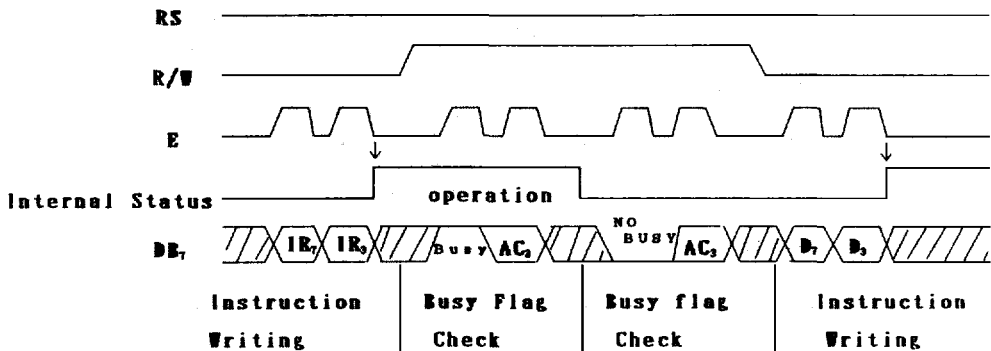 RS
R/W
E
Internal Status operation
NO
DB₇ IR₇ IR₃ BUSY AC₃ BUSY AC₃ D₇ D₃
Instruction Busy Flag Busy flag Instruction
Writing Check Check Writing